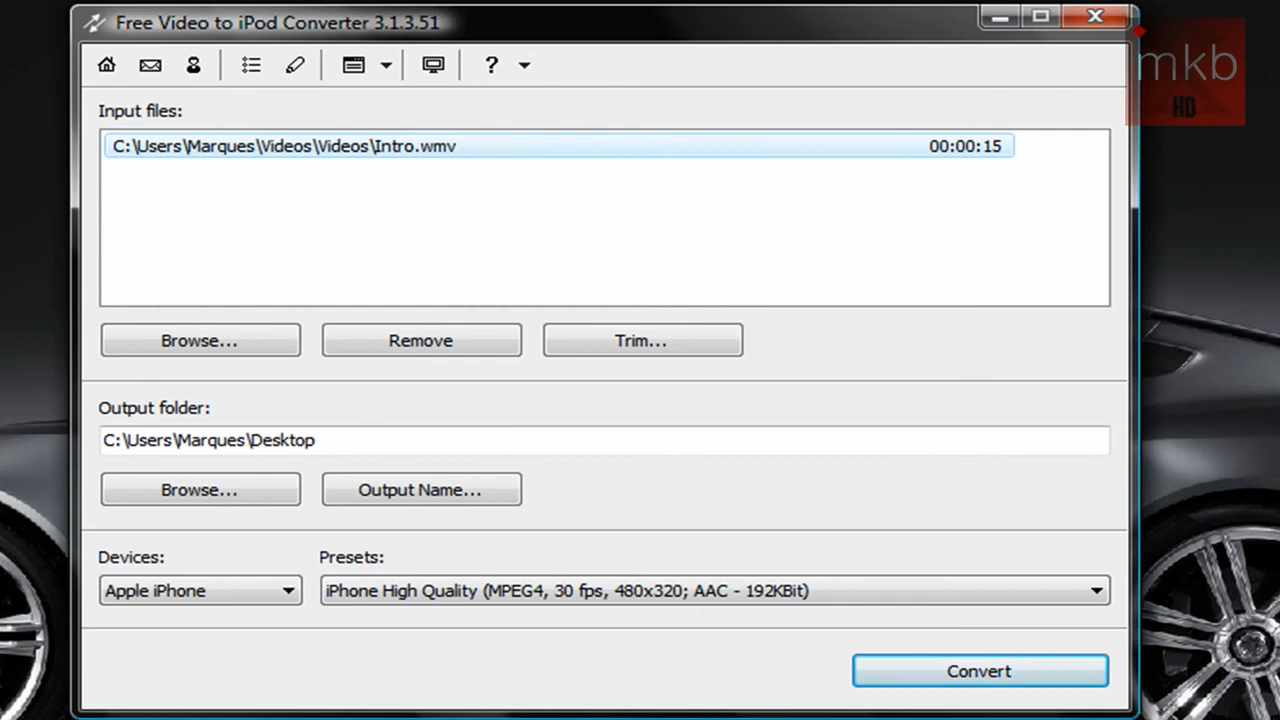 Free Video to iPod Converter 3.1.3.51
mkb
HD
Input files:
C:\Users\Marques\Videos\Videos\Intro.wmv 00:00:15
Browse... Remove Trim...
Output folder:
C:\Users\Marques\Desktop
Browse... Output Name...
Devices: Presets:
Apple iPhone iPhone High Quality (MPEG4, 30 fps, 480x320; AAC - 192KBit)
Convert